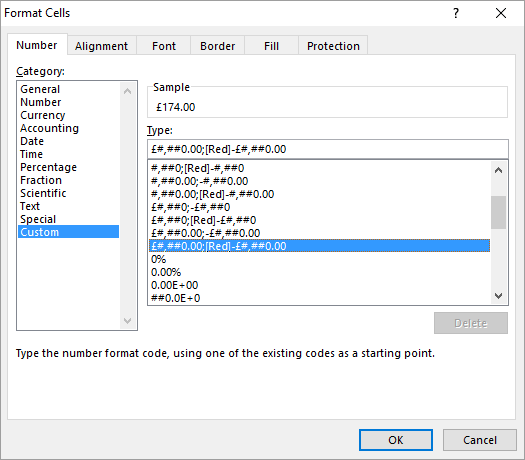 Format Cells
?
Number Alignment Font Border Fill Protection
Category:
General
Number
Currency
Accounting
Date
Time
Percentage
Fraction
Scientific
Text
Special
Custom
Sample
£174.00
Type:
£#,##0.00;[Red]-£#,##0.00
#,##0;[Red]-#,##0
#,##0.00;-#,##0.00
#,##0.00;[Red]-#,##0.00
£#,##0;-£#,##0
£#,##0;[Red]-£#,##0
£#,##0.00;-£#,##0.00
£#,##0.00;[Red]-£#,##0.00
0%
0.00%
0.00E+00
##0.0E+0
Delete
Type the number format code, using one of the existing codes as a starting point.
OK Cancel